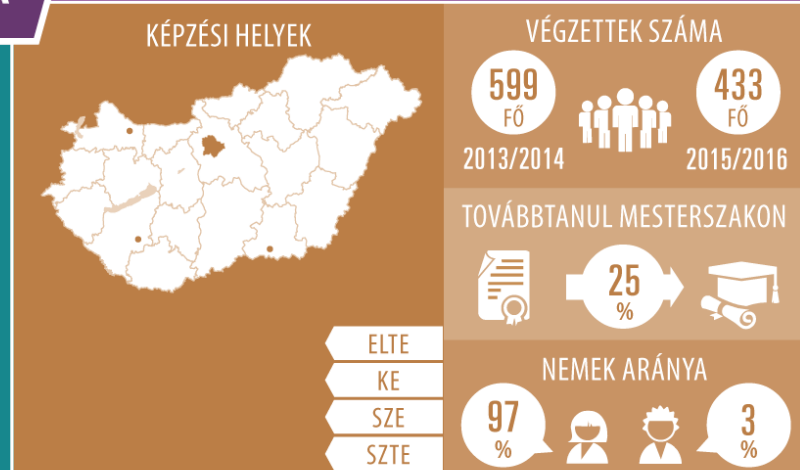 KÉPZÉSI HELYEK
ELTE
KE
SZE
SZTE
VÉGZETTEK SZÁMA
599
FŐ
2013/2014
433
FŐ
2015/2016
TOVÁBBTANUL MESTERSZAKON
25
%
NEMEK ARÁNYA
97
%
3
%